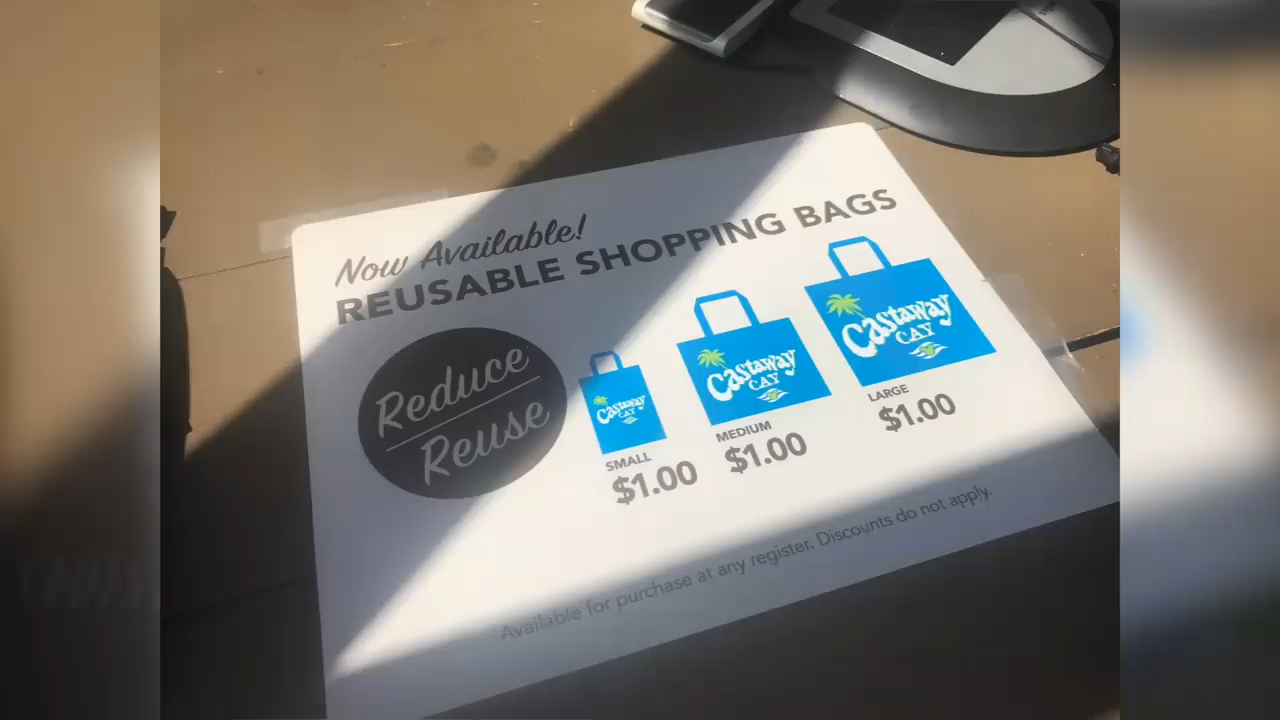 Now Available!
REUSABLE SHOPPING BAGS
Reduce
Reuse
Castaway
CAY
SMALL
$1.00
Castaway
CAY
MEDIUM
$1.00
Castaway
CAY
LARGE
$1.00
Available for purchase at any register. Discounts do not apply.